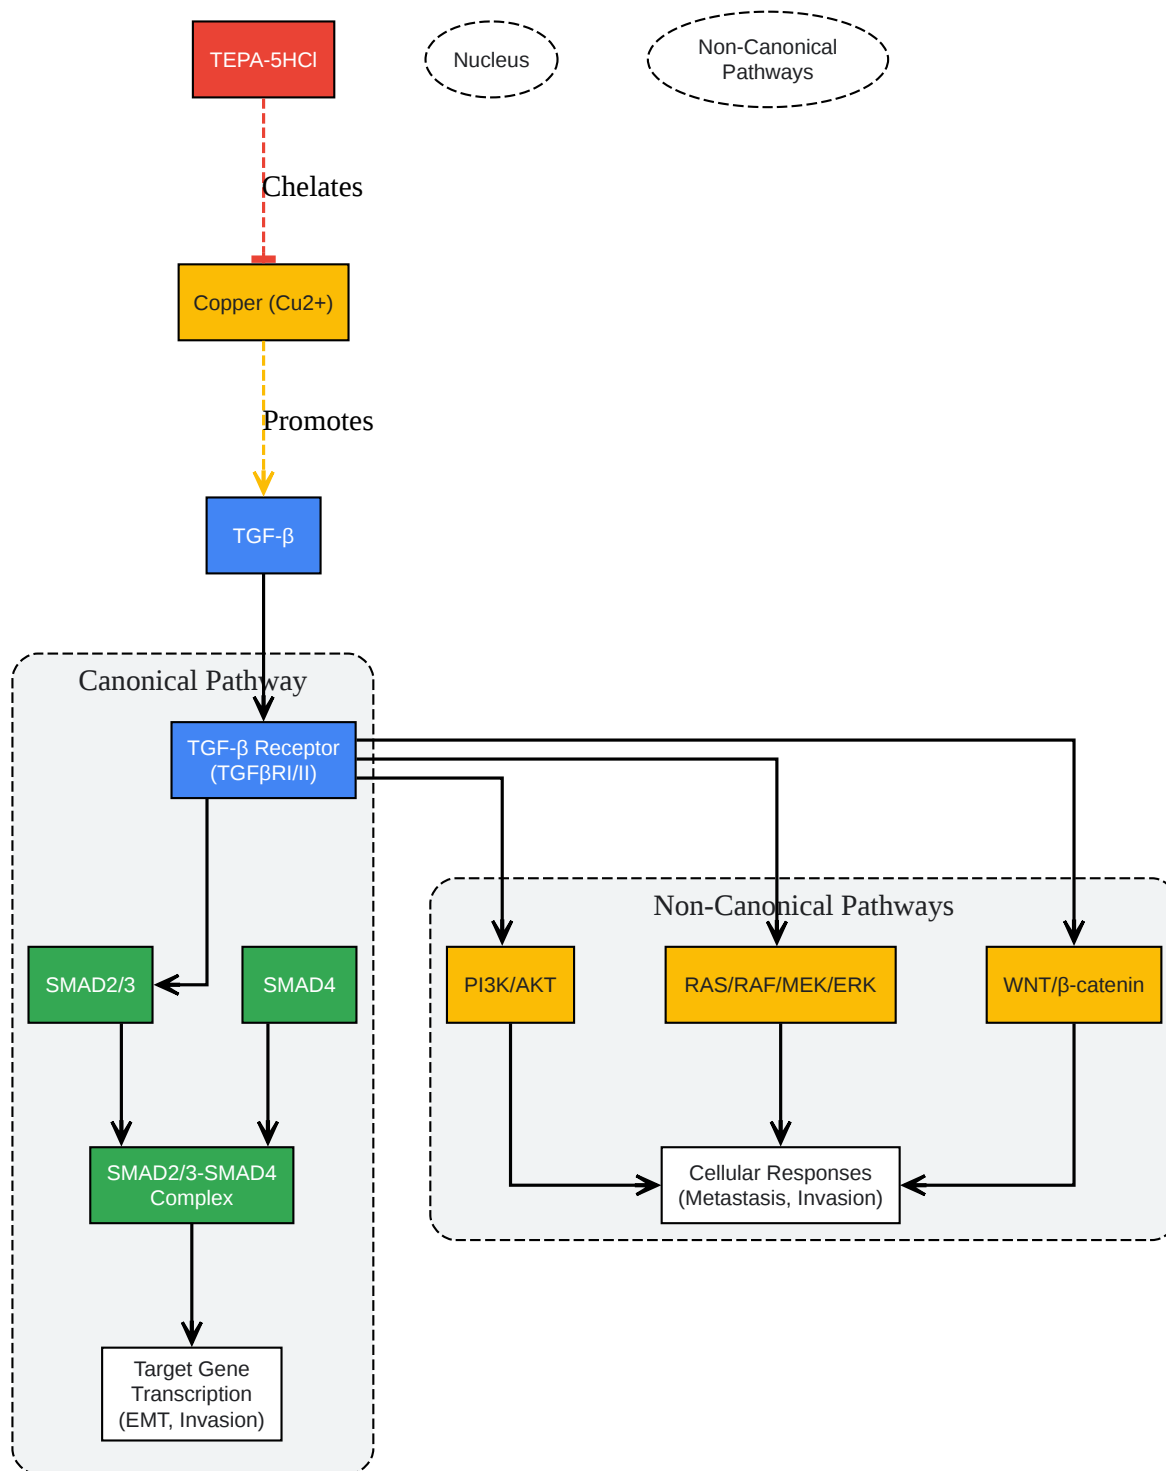 TEPA-5HCl
Nucleus
Non-Canonical
Pathways
Chelates
Copper (Cu2+)
Promotes
TGF-β
Canonical Pathway
TGF-β Receptor
(TGFβRI/II)
Non-Canonical Pathways
SMAD2/3
SMAD4
PI3K/AKT
RAS/RAF/MEK/ERK
WNT/β-catenin
SMAD2/3-SMAD4
Complex
Cellular Responses
(Metastasis, Invasion)
Target Gene
Transcription
(EMT, Invasion)